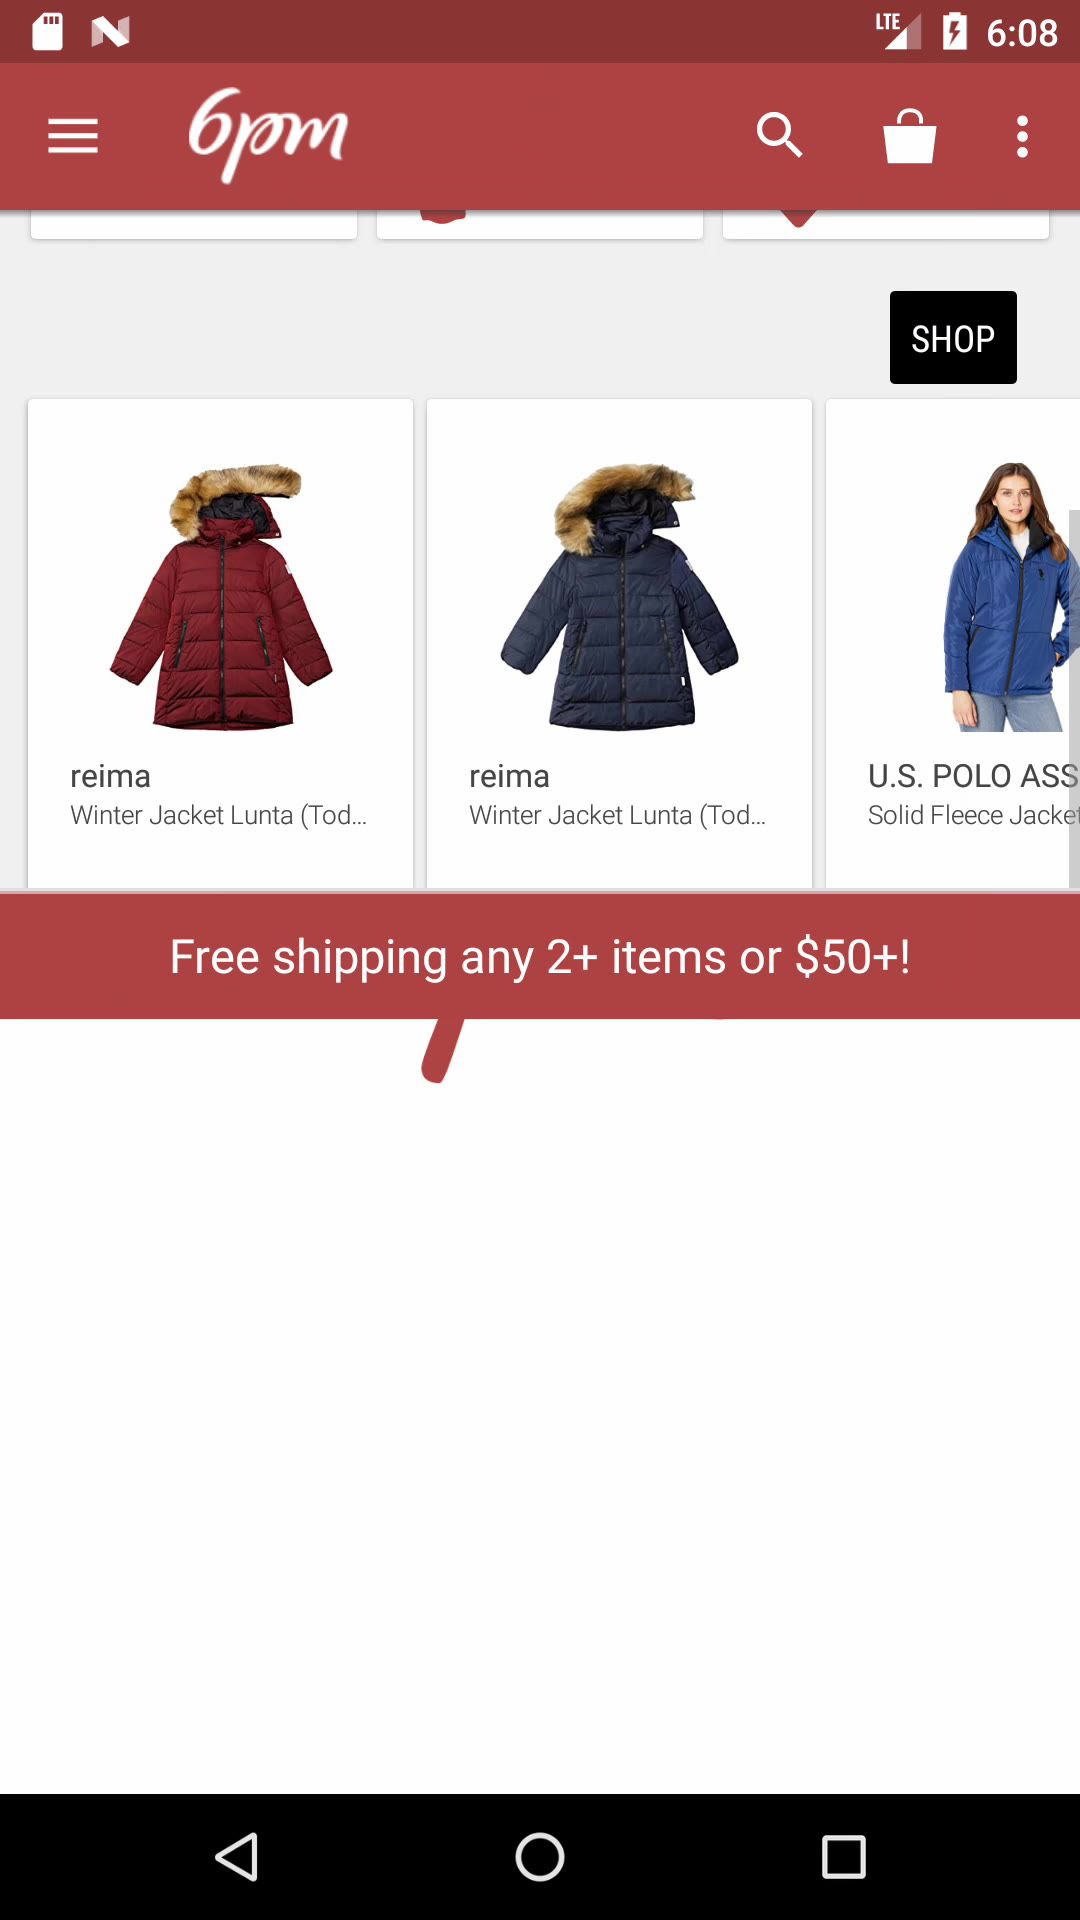 LTE
6:08
6pm
SHOP
reima
Winter Jacket Lunta (Tod...
reima
Winter Jacket Lunta (Tod...
U.S. POLO ASS
Solid Fleece Jacket
Free shipping any 2+ items or $50+!